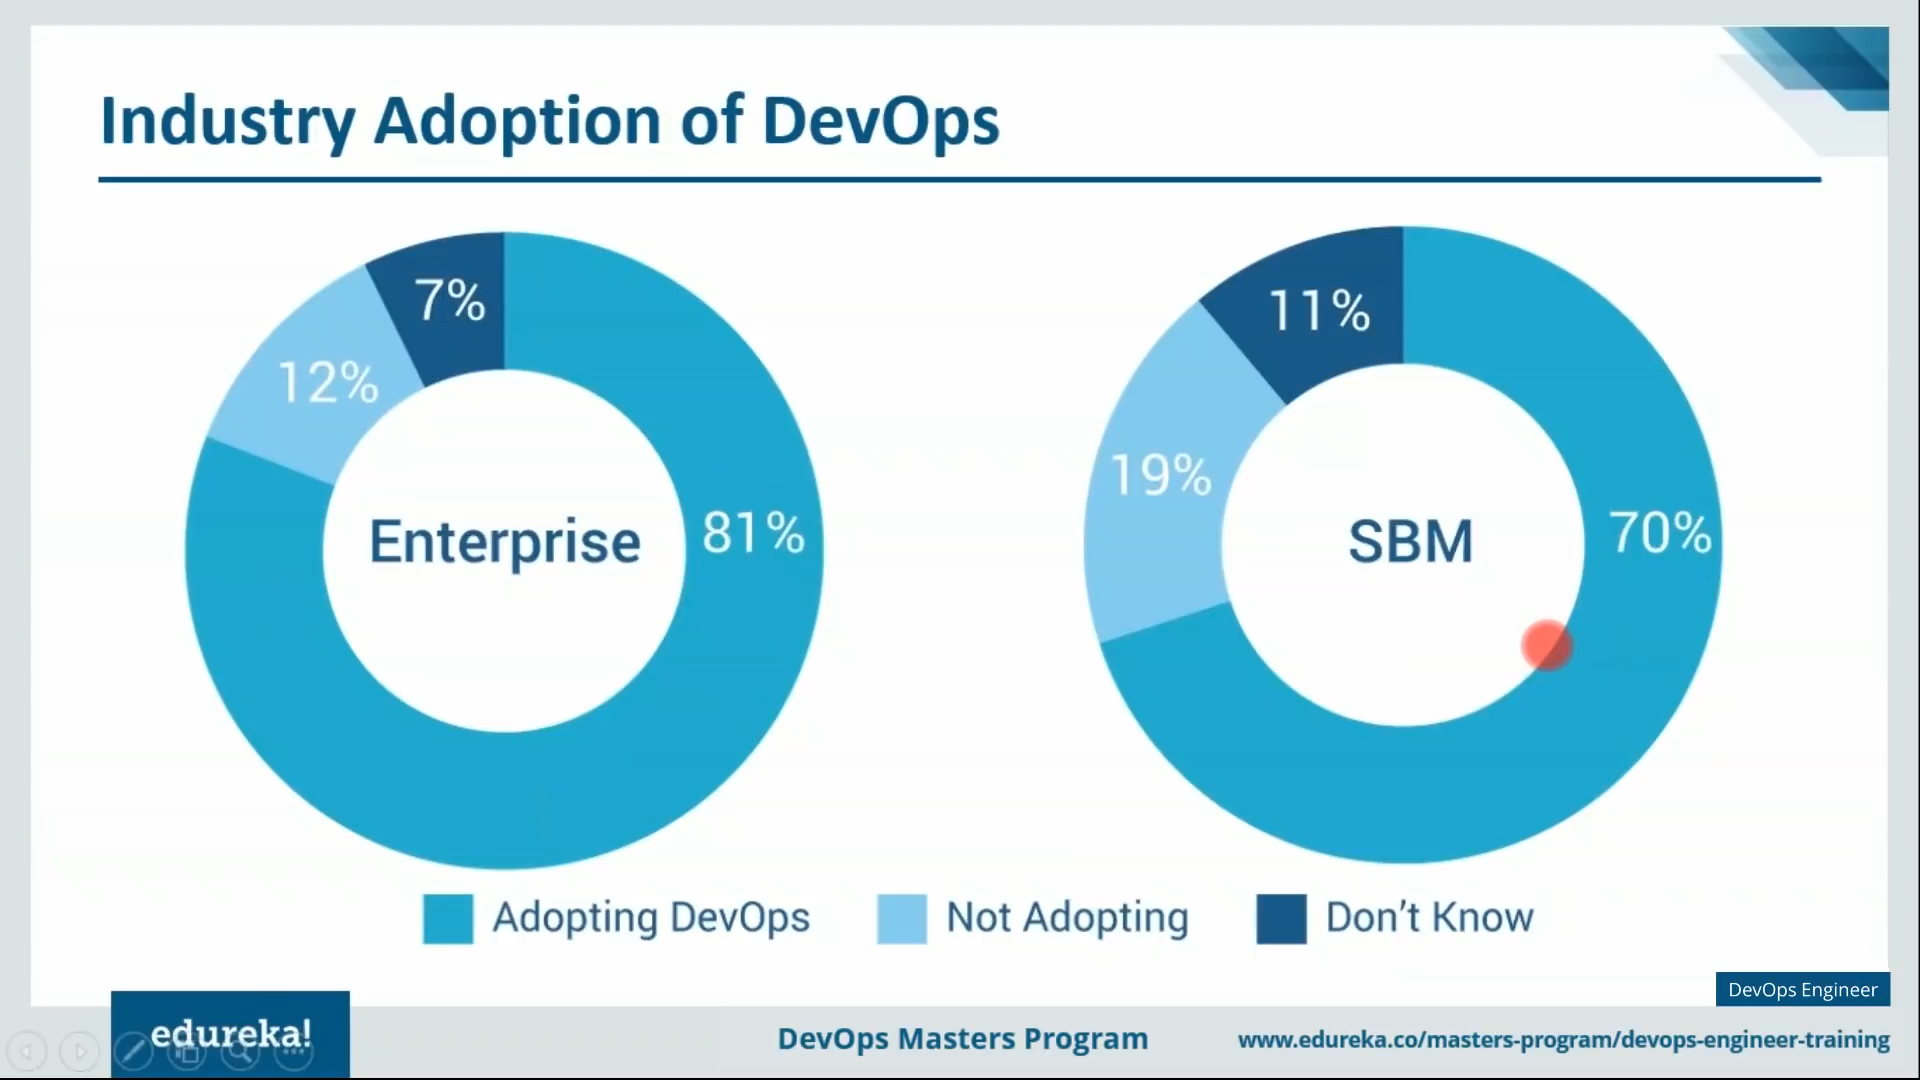 Industry Adoption of DevOps
7%
12%
81%
Enterprise
11%
19%
70%
SBM
Adopting DevOps
Not Adopting
Don't Know
DevOps Engineer
edureka!
DevOps Masters Program
www.edureka.co/masters-program/devops-engineer-training